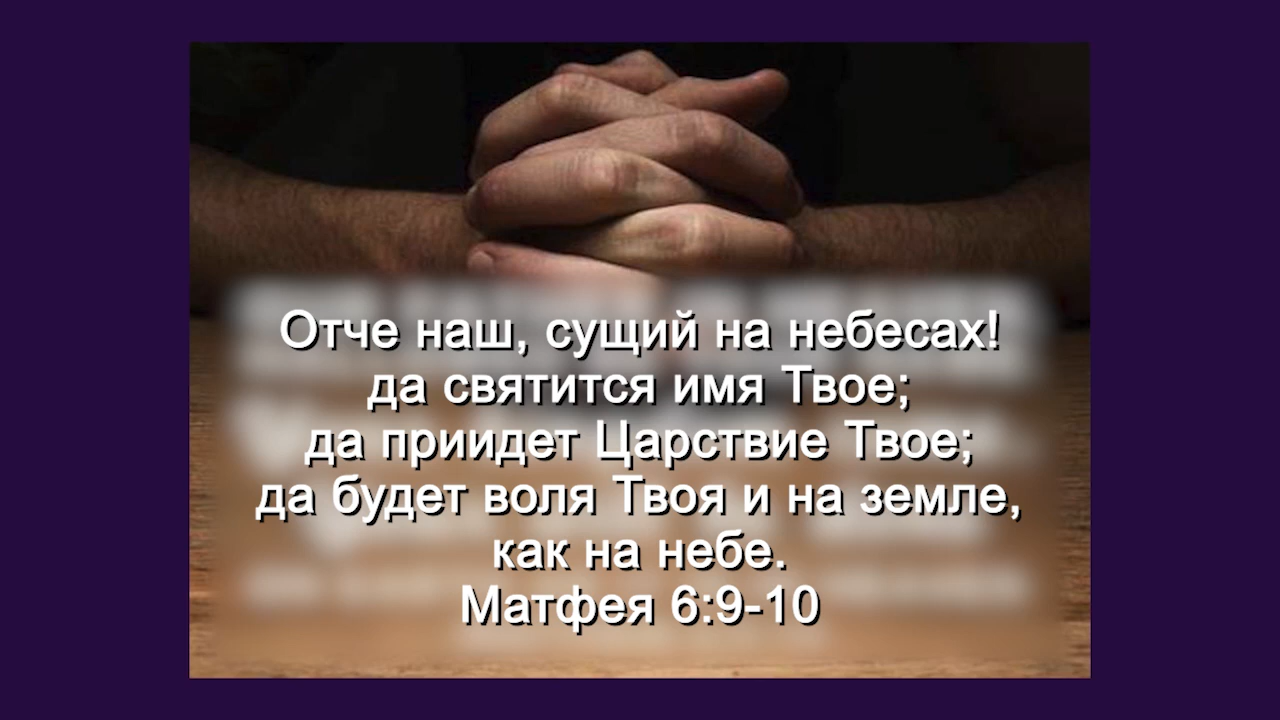 Отче наш, сущий на небесах!
да святится имя Твое;
да приидет Царствие Твое;
да будет воля Твоя и на земле,
как на небе.
Матфея 6:9-10